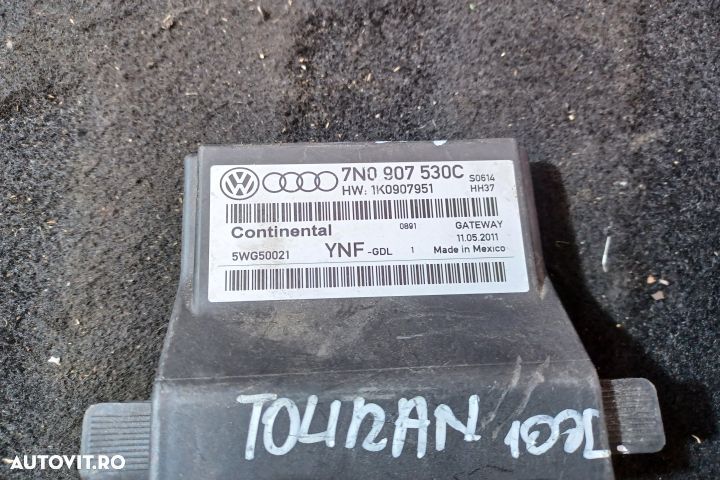 7N0 907 530C
S0614
HW: 1K0907951
HH37
Continental
0891
GATEWAY
11.05.2011
5WG50021
YNF -GDL
1
Made in Mexico
TOURAN
AUTOVIT.RO